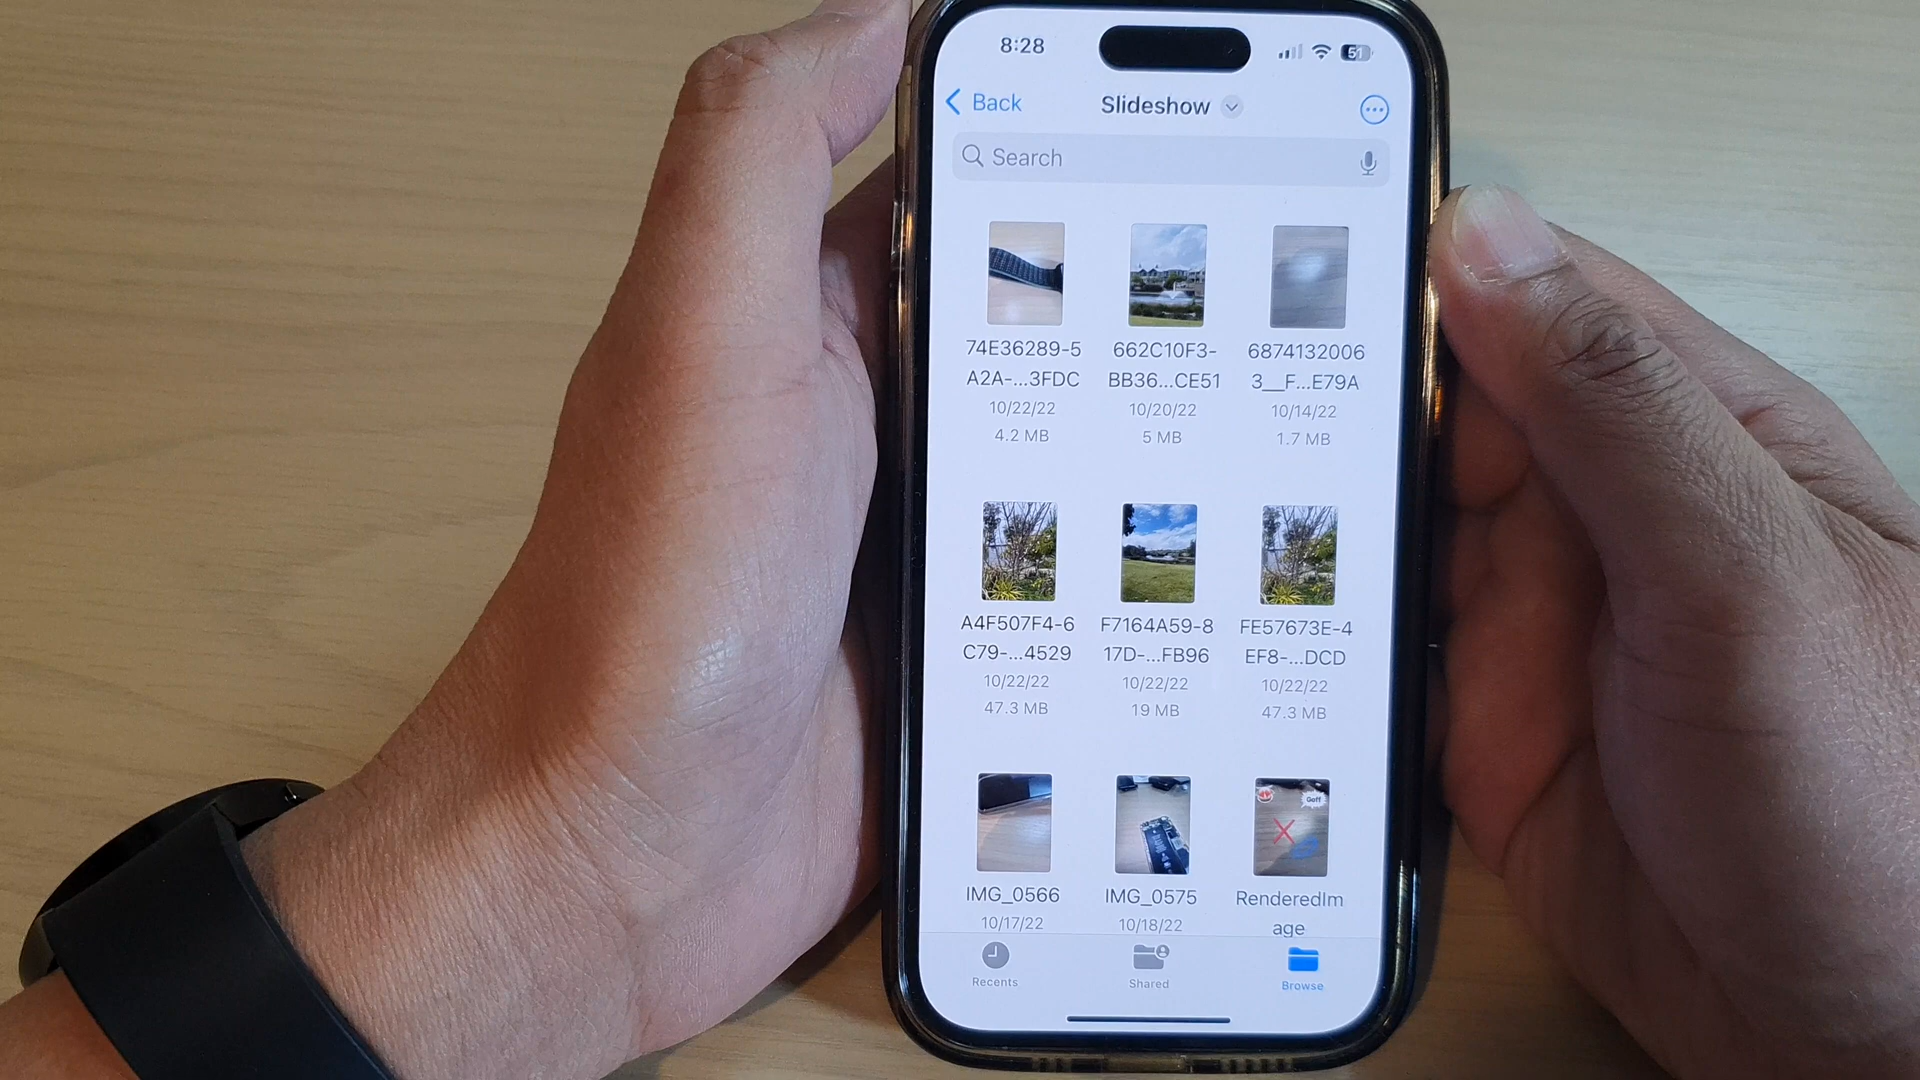 8:28
51
Back
Slideshow
Search
74E36289-5
A2A-...3FDC
10/22/22
4.2 MB
662C10F3-
BB36...CE51
10/20/22
5 MB
6874132006
3__F...E79A
10/14/22
1.7 MB
A4F507F4-6
C79-...4529
10/22/22
47.3 MB
F7164A59-8
17D-...FB96
10/22/22
19 MB
FE57673E-4
EF8-...DCD
10/22/22
47.3 MB
IMG_0566
10/17/22
IMG_0575
10/18/22
Geff
RenderedIm
age
Recents
Shared
Browse